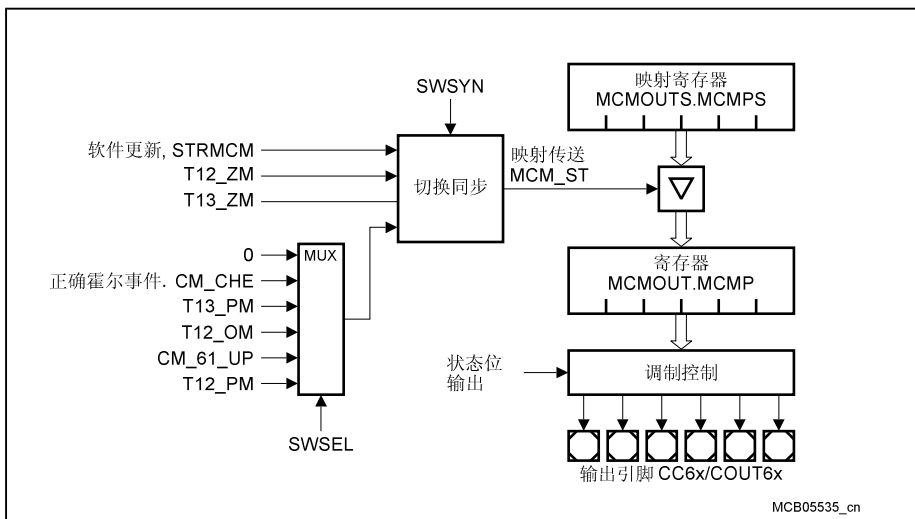 SWSYN
软件更新, STRMCM
T12_ZM
T13_ZM
切换同步
映射传送
MCM_ST
映射寄存器
MCMOUTS.MCMPS
0
正确霍尔事件. CM_CHE
T13_PM
T12_OM
CM_61_UP
T12_PM
MUX
SWSEL
寄存器
MCMOUT.MCMP
状态位
输出
调制控制
输出引脚 CC6x/COUT6x
MCB05535_cn